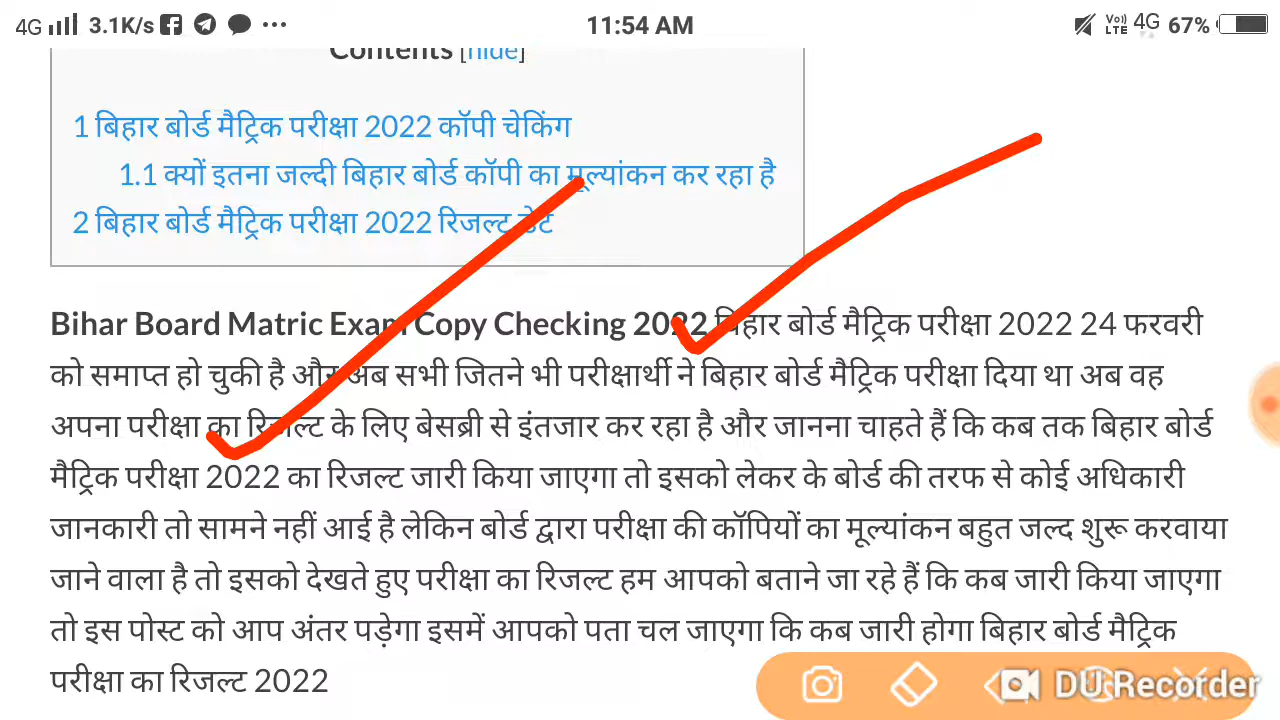 4G 3.1K/s 11:54 AM Vo) LTE 4G 67%
Contents [hide]
1 बिहार बोर्ड मैट्रिक परीक्षा 2022 कॉपी चेकिंग
1.1 क्यों इतना जल्दी बिहार बोर्ड कॉपी का मूल्यांकन कर रहा है
2 बिहार बोर्ड मैट्रिक परीक्षा 2022 रिजल्ट डेट
Bihar Board Matric Exam Copy Checking 2022 बिहार बोर्ड मैट्रिक परीक्षा 2022 24 फरवरी
को समाप्त हो चुकी है और अब सभी जितने भी परीक्षार्थी ने बिहार बोर्ड मैट्रिक परीक्षा दिया था अब वह
अपना परीक्षा का रिजल्ट के लिए बेसब्री से इंतजार कर रहा है और जानना चाहते हैं कि कब तक बिहार बोर्ड
मैट्रिक परीक्षा 2022 का रिजल्ट जारी किया जाएगा तो इसको लेकर के बोर्ड की तरफ से कोई अधिकारी
जानकारी तो सामने नहीं आई है लेकिन बोर्ड द्वारा परीक्षा की कॉपियों का मूल्यांकन बहुत जल्द शुरू करवाया
जाने वाला है तो इसको देखते हुए परीक्षा का रिजल्ट हम आपको बताने जा रहे हैं कि कब जारी किया जाएगा
तो इस पोस्ट को आप अंतर पड़ेगा इसमें आपको पता चल जाएगा कि कब जारी होगा बिहार बोर्ड मैट्रिक
परीक्षा का रिजल्ट 2022
DU Recorder